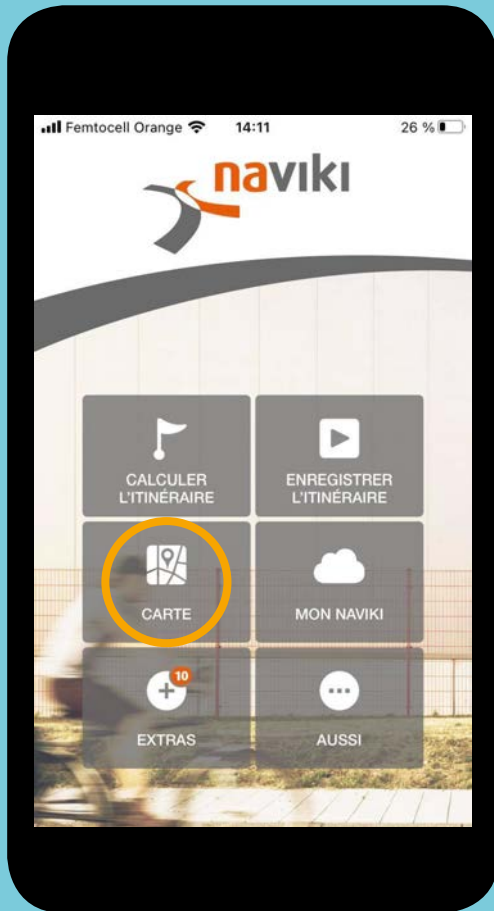 Femtocell Orange 14:11 26 %
naviki
CALCULER
L'ITINÉRAIRE
ENREGISTRER
L'ITINÉRAIRE
CARTE
MON NAVIKI
10
EXTRAS
AUSSI